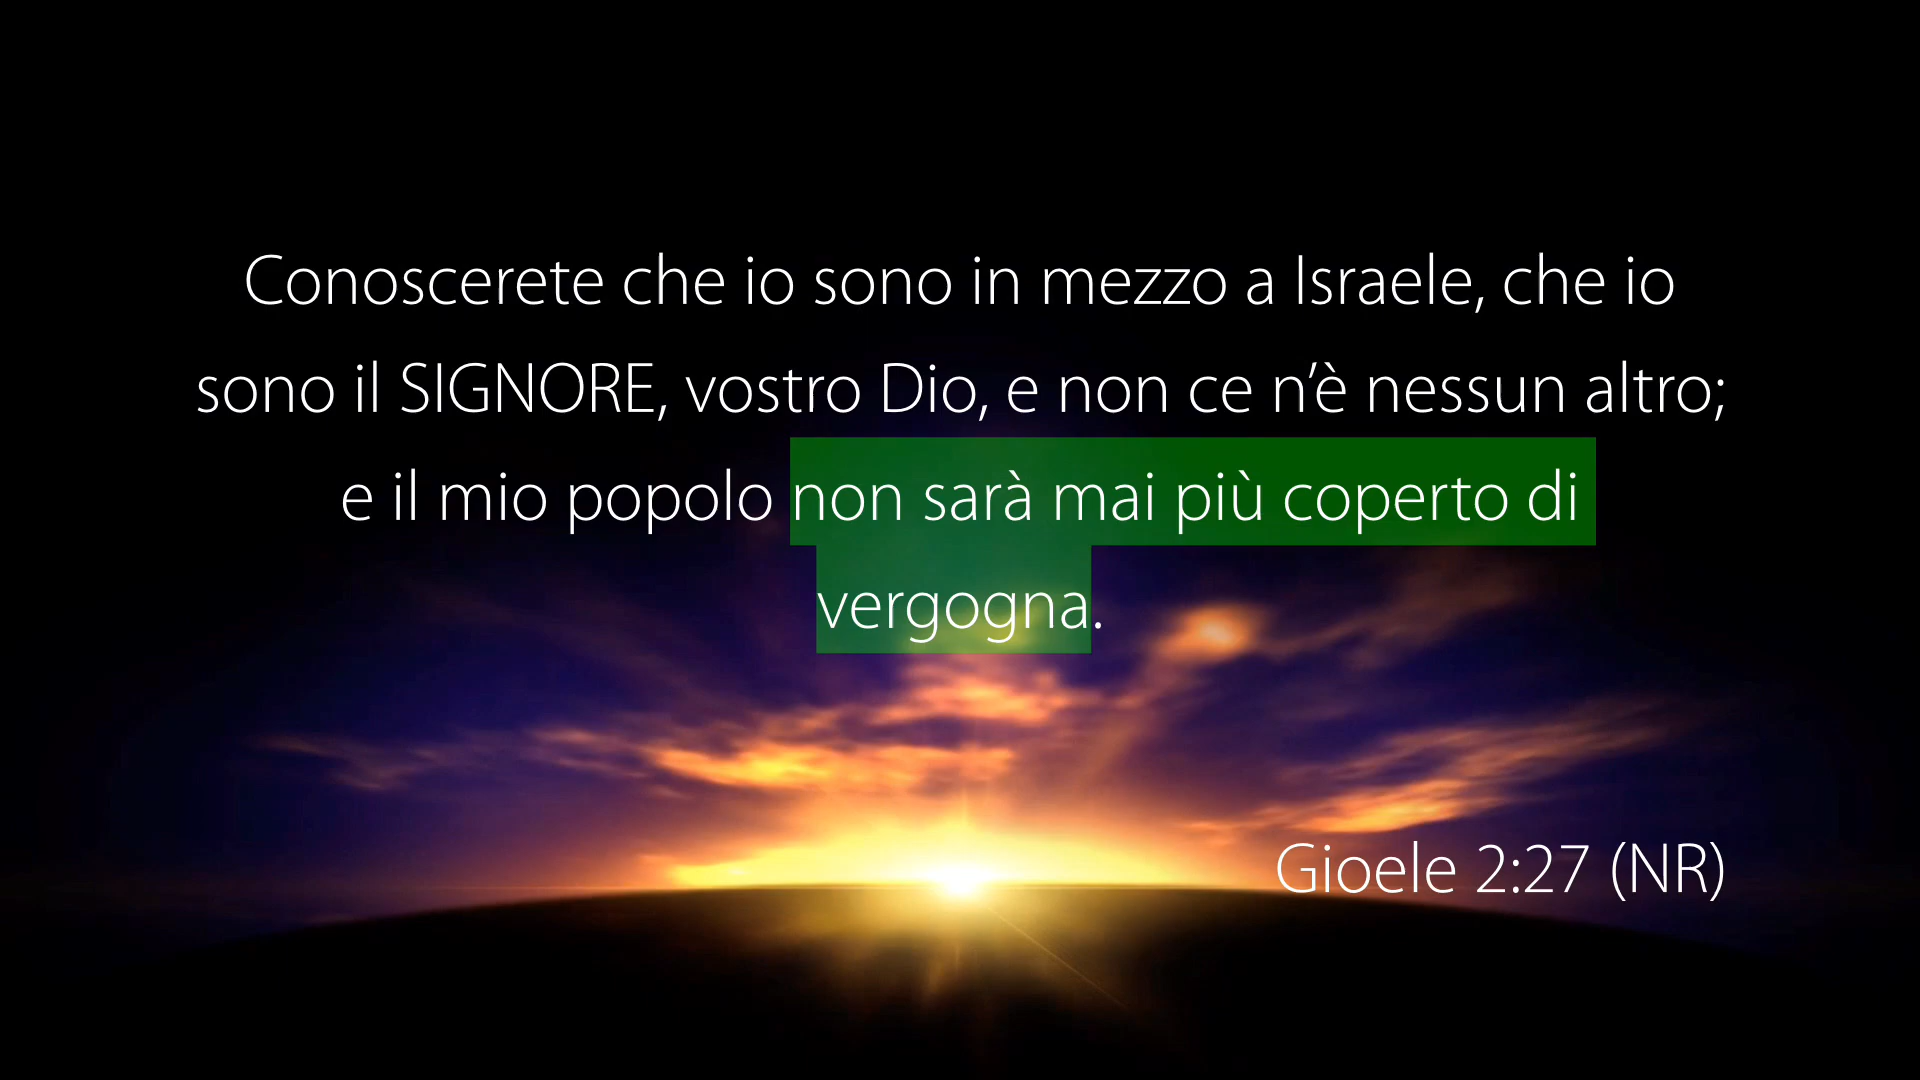 Conoscerete che io sono in mezzo a Israele, che io
sono il SIGNORE, vostro Dio, e non ce n’è nessun altro;
e il mio popolo non sarà mai più coperto di
vergogna.
Gioele 2:27 (NR)